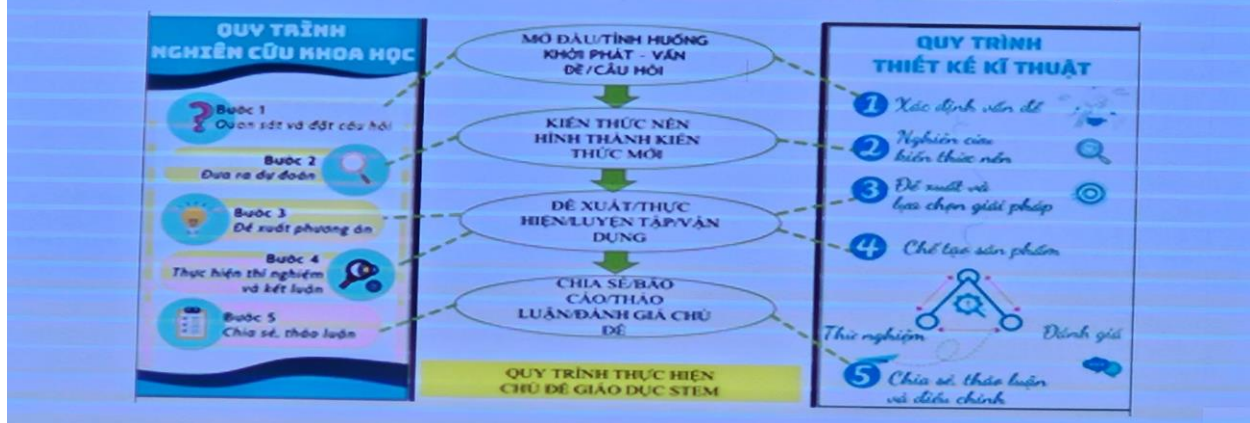 QUY TRÌNH
NGHIÊN CỨU KHOA HỌC
Bước 1
Quan sát và đặt câu hỏi
Bước 2
Đưa ra dự đoán
Bước 3
Đề xuất phương án
Bước 4
Thực hiện thí nghiệm
và kết luận
Bước 5
Chia sẻ, thảo luận
MỞ ĐẦU/TÌNH HUỐNG
KHỞI PHÁT - VẤN
ĐỀ/CÂU HỎI
KIẾN THỨC NỀN
HÌNH THÀNH KIẾN
THỨC MỚI
ĐỀ XUẤT/THỰC
HIỆN/LUYỆN TẬP/VẬN
DỤNG
CHIA SẺ/BÁO
CÁO/THẢO
LUẬN/ĐÁNH GIÁ CHỦ
ĐỀ
QUY TRÌNH THỰC HIỆN
CHỦ ĐỀ GIÁO DỤC STEM
QUY TRÌNH
THIẾT KẾ KĨ THUẬT
1 Xác định vấn đề
2 Nghiên cứu
kiến thức nền
3 Đề xuất và
lựa chọn giải pháp
4 Chế tạo sản phẩm
Thử nghiệm
Đánh giá
5 Chia sẻ, thảo luận
và điều chỉnh